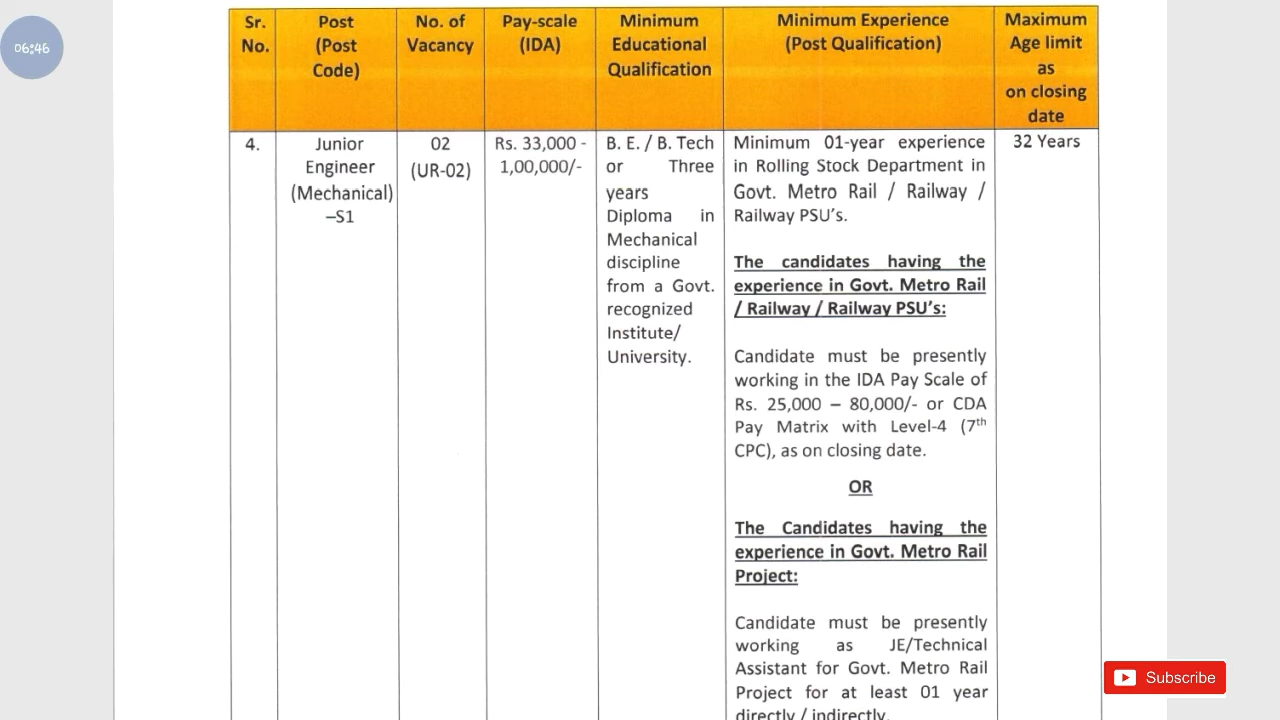 06:46
Sr. No.
Post (Post Code)
No. of Vacancy
Pay-scale (IDA)
Minimum Educational Qualification
Minimum Experience (Post Qualification)
Maximum Age limit as on closing date
4.
Junior
Engineer
(Mechanical)
–S1
02
(UR-02)
Rs. 33,000 -
1,00,000/-
B. E. / B. Tech
or Three
years
Diploma in
Mechanical
discipline
from a Govt.
recognized
Institute/
University.
Minimum 01-year experience
in Rolling Stock Department in
Govt. Metro Rail / Railway /
Railway PSU's.
The candidates having the
experience in Govt. Metro Rail
/ Railway / Railway PSU's:
Candidate must be presently
working in the IDA Pay Scale of
Rs. 25,000 – 80,000/- or CDA
Pay Matrix with Level-4 (7th
CPC), as on closing date.
OR
The Candidates having the
experience in Govt. Metro Rail
Project:
Candidate must be presently
working as JE/Technical
Assistant for Govt. Metro Rail
Project for at least 01 year
directly / indirectly.
32 Years
Subscribe